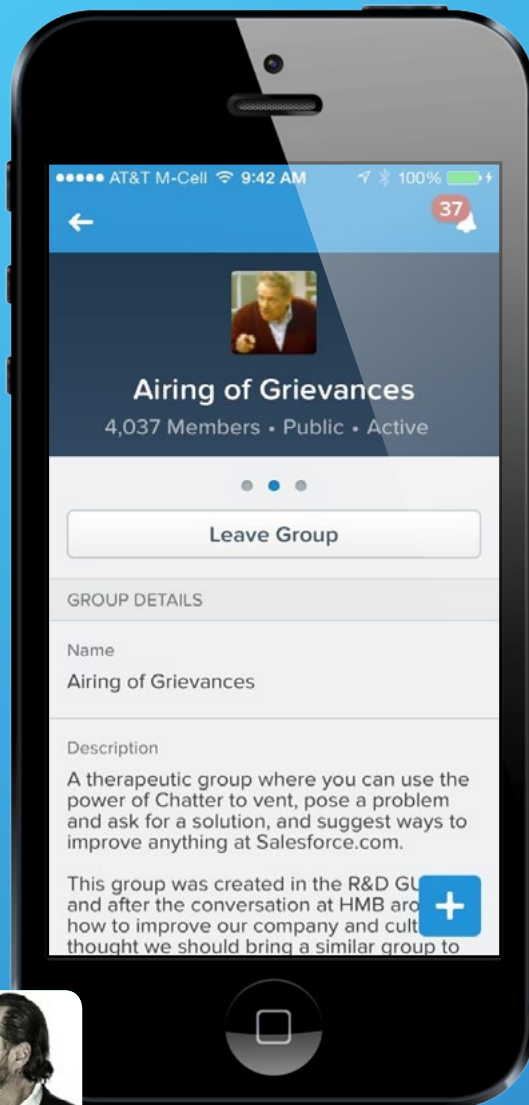 AT&T M-Cell 9:42 AM 100%
37
Airing of Grievances
4,037 Members • Public • Active
Leave Group
GROUP DETAILS
Name
Airing of Grievances
Description
A therapeutic group where you can use the
power of Chatter to vent, pose a problem
and ask for a solution, and suggest ways to
improve anything at Salesforce.com.
This group was created in the R&D
and after the conversation at HMB
how to improve our company and
thought we should bring a similar group to